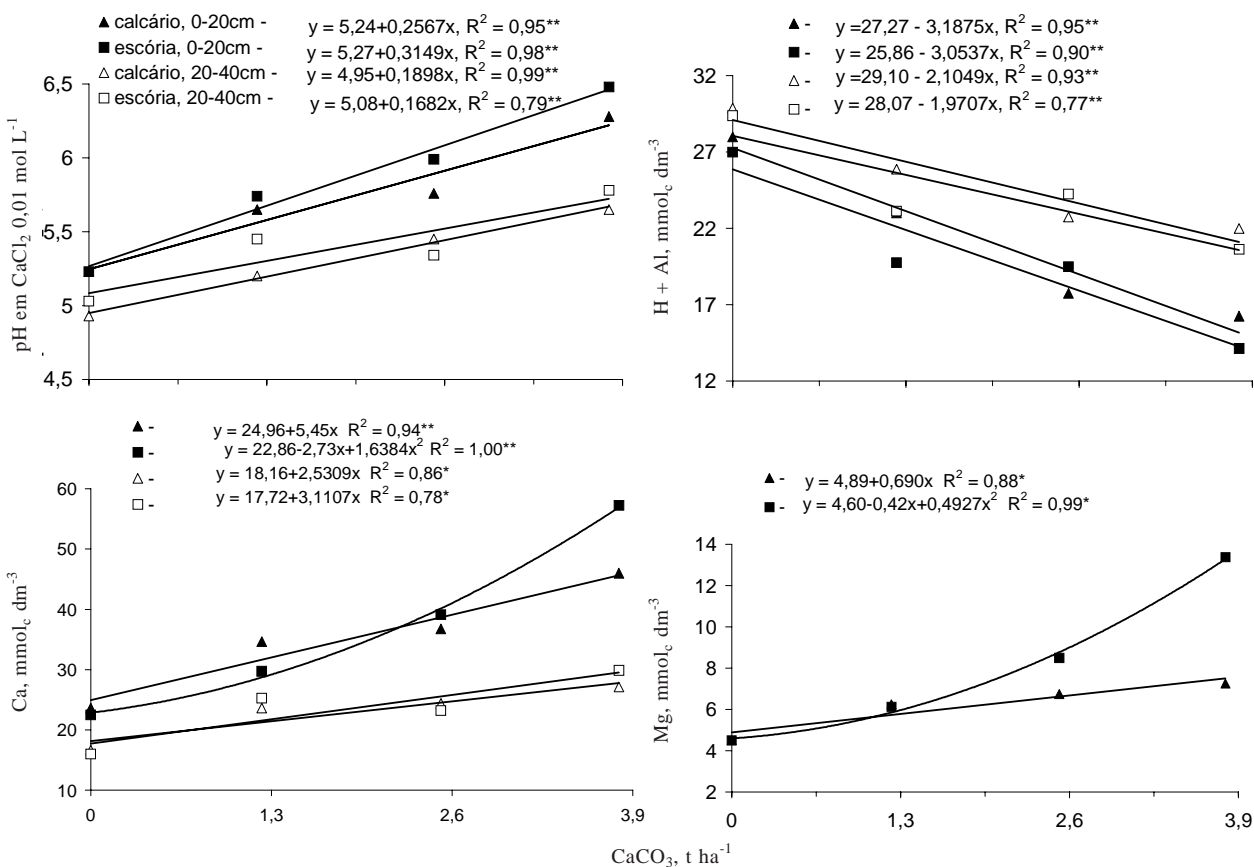 calcário, 0-20cm - y = 5,24+0,2567x, R² = 0,95**
escória, 0-20cm - y = 5,27+0,3149x, R² = 0,98**
calcário, 20-40cm - y = 4,95+0,1898x, R² = 0,99**
escória, 20-40cm - y = 5,08+0,1682x, R² = 0,79**
6,5
6
5,5
5
4,5
pH em CaCl₂ 0,01 mol L⁻¹
- y =27,27 - 3,1875x, R² = 0,95**
- y = 25,86 - 3,0537x, R² = 0,90**
- y =29,10 - 2,1049x, R² = 0,93**
- y = 28,07 - 1,9707x, R² = 0,77**
32
27
22
17
12
H + Al, mmol_c dm⁻³
- y = 24,96+5,45x R² = 0,94**
- y = 22,86-2,73x+1,6384x² R² = 1,00**
- y = 18,16+2,5309x R² = 0,86*
- y = 17,72+3,1107x R² = 0,78*
60
50
40
30
20
10
Ca, mmol_c dm⁻³
0 1,3 2,6 3,9
- y = 4,89+0,690x R² = 0,88*
- y = 4,60-0,42x+0,4927x² R² = 0,99*
14
12
10
8
6
4
2
Mg, mmol_c dm⁻³
0 1,3 2,6 3,9
CaCO₃, t ha⁻¹